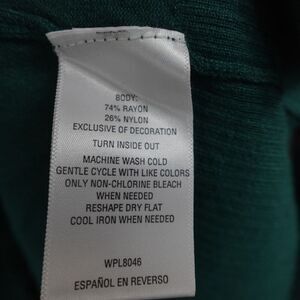 BODY:
74% RAYON
26% NYLON
EXCLUSIVE OF DECORATION
TURN INSIDE OUT
MACHINE WASH COLD
GENTLE CYCLE WITH LIKE COLORS
ONLY NON-CHLORINE BLEACH
WHEN NEEDED
RESHAPE DRY FLAT
COOL IRON WHEN NEEDED
WPL8046
ESPAÑOL EN REVERSO